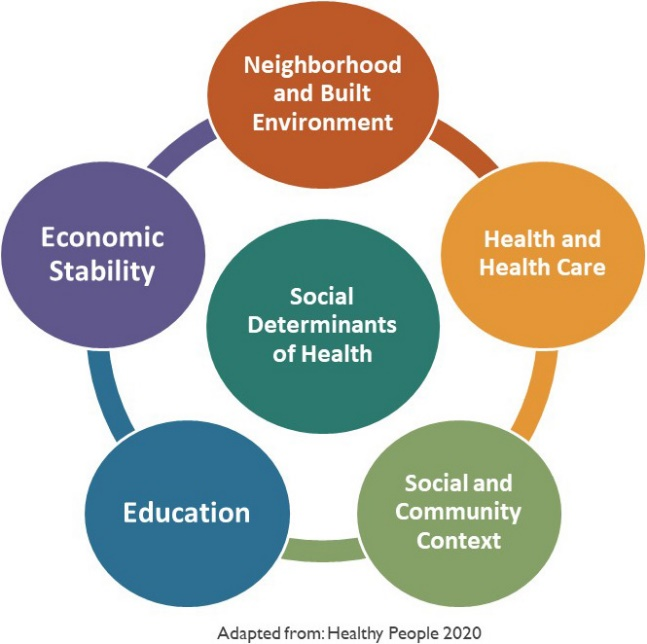 Neighborhood
and Built
Environment
Economic
Stability
Health and
Health Care
Social
Determinants
of Health
Education
Social and
Community
Context
Adapted from: Healthy People 2020